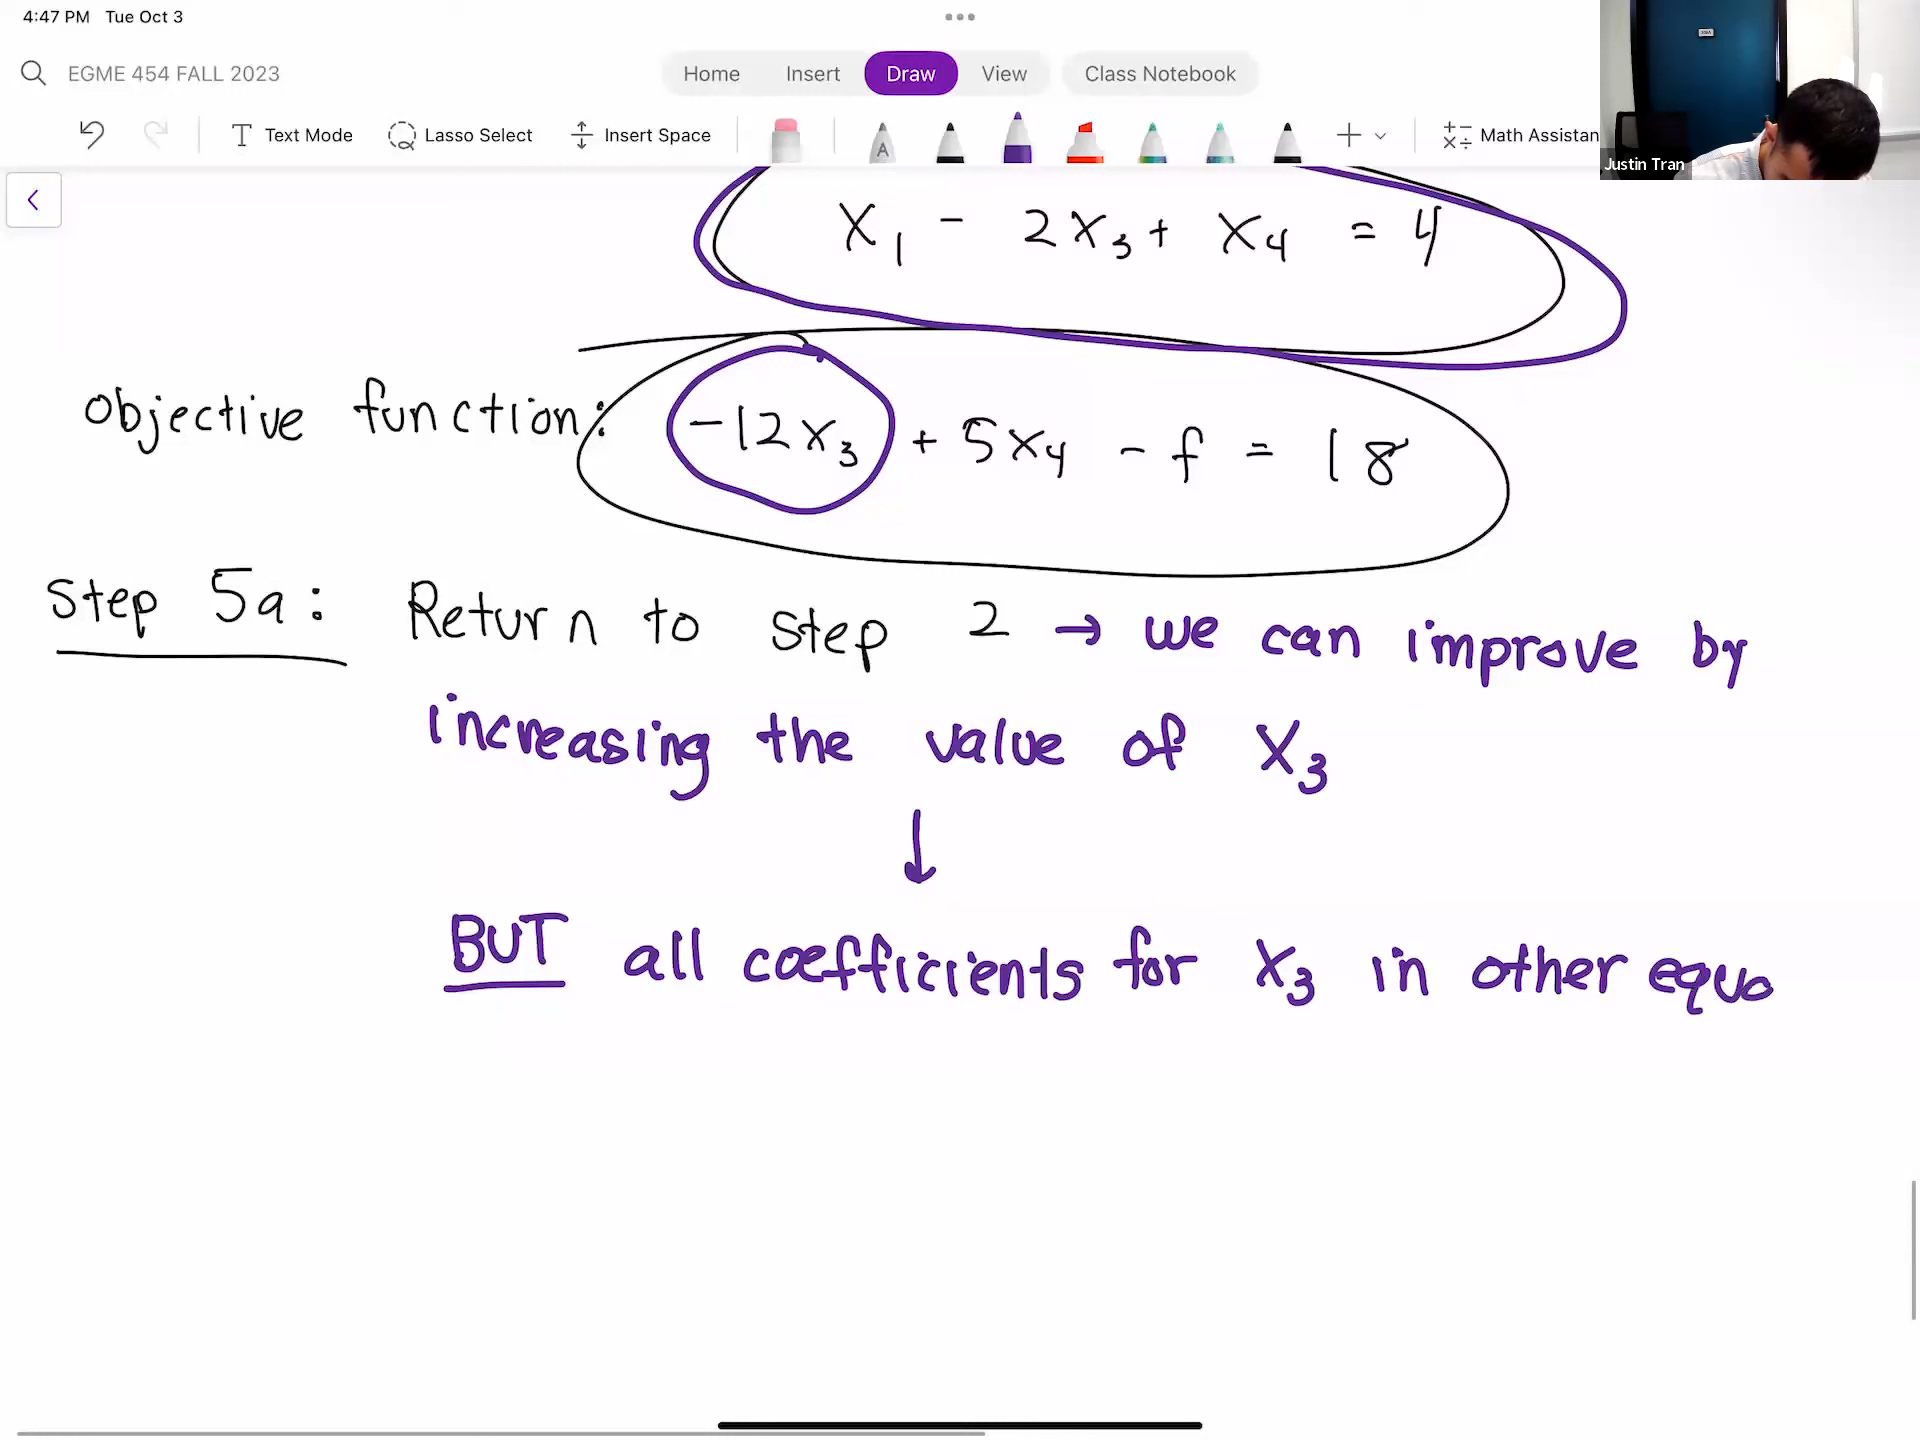 4:47 PM Tue Oct 3
EGME 454 FALL 2023
Home Insert Draw View Class Notebook
Text Mode Lasso Select Insert Space A Math Assistan
Justin Tran
x₁ - 2x₃ + x₄ = 4
Objective function: -12x₃ + 5x₄ - f = 18
Step 5a: Return to step 2 → we can improve by
increasing the value of x₃
↓
BUT all coefficients for x₃ in other equa